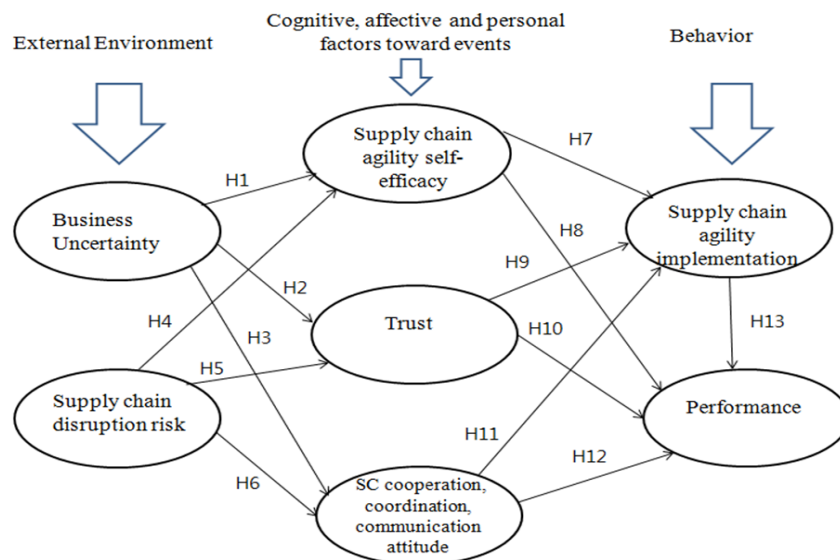 External Environment
Cognitive, affective and personal
factors toward events
Behavior
Supply chain
agility self-
efficacy
H7
H1
Business
Uncertainty
Supply chain
agility
implementation
H8
H9
H2
H4
H3
Trust
H10
H13
H5
Supply chain
disruption risk
Performance
H11
H12
H6
SC cooperation,
coordination,
communication
attitude